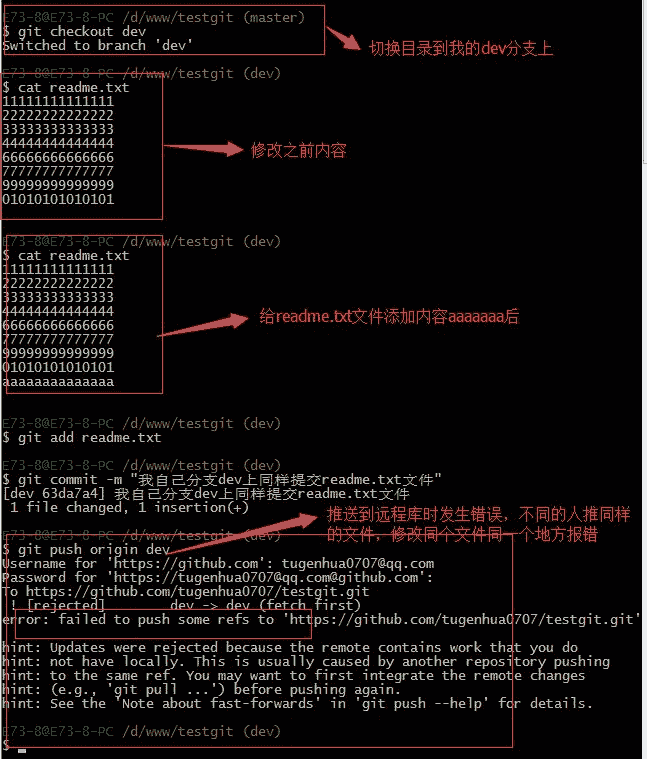 E73-8@E73-8-PC /d/www/testgit (master)
$ git checkout dev
Switched to branch 'dev'
切换目录到我的dev分支上
E73-8@E73-8-PC /d/www/testgit (dev)
$ cat readme.txt
11111111111111
22222222222222
33333333333333
44444444444444
66666666666666
77777777777777
99999999999999
01010101010101
修改之前内容
E73-8@E73-8-PC /d/www/testgit (dev)
$ cat readme.txt
11111111111111
22222222222222
33333333333333
44444444444444
66666666666666
77777777777777
99999999999999
01010101010101
aaaaaaaaaaaaaa
给readme.txt文件添加内容aaaaaaa后
E73-8@E73-8-PC /d/www/testgit (dev)
$ git add readme.txt
E73-8@E73-8-PC /d/www/testgit (dev)
$ git commit -m "我自己分支dev上同样提交readme.txt文件"
[dev 63da7a4] 我自己分支dev上同样提交readme.txt文件
1 file changed, 1 insertion(+)
推送到远程库时发生错误，不同的人推同样
的文件，修改同个文件同一个地方报错
E73-8@E73-8-PC /d/www/testgit (dev)
$ git push origin dev
Username for 'https://github.com': tugenhua0707@qq.com
Password for 'https://tugenhua0707@qq.com@github.com':
To https://github.com/tugenhua0707/testgit.git
! [rejected] dev -> dev (fetch first)
error: failed to push some refs to 'https://github.com/tugenhua0707/testgit.git'
hint: Updates were rejected because the remote contains work that you do
hint: not have locally. This is usually caused by another repository pushing
hint: to the same ref. You may want to first integrate the remote changes
hint: (e.g., 'git pull ...') before pushing again.
hint: See the 'Note about fast-forwards' in 'git push --help' for details.
E73-8@E73-8-PC /d/www/testgit (dev)
$